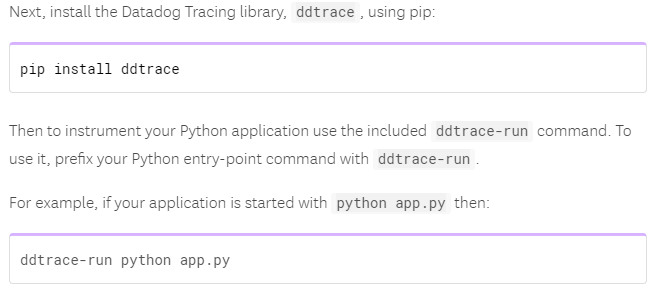 Next, install the Datadog Tracing library, ddtrace , using pip:
pip install ddtrace
Then to instrument your Python application use the included ddtrace-run command. To
use it, prefix your Python entry-point command with ddtrace-run .
For example, if your application is started with python app.py then:
ddtrace-run python app.py